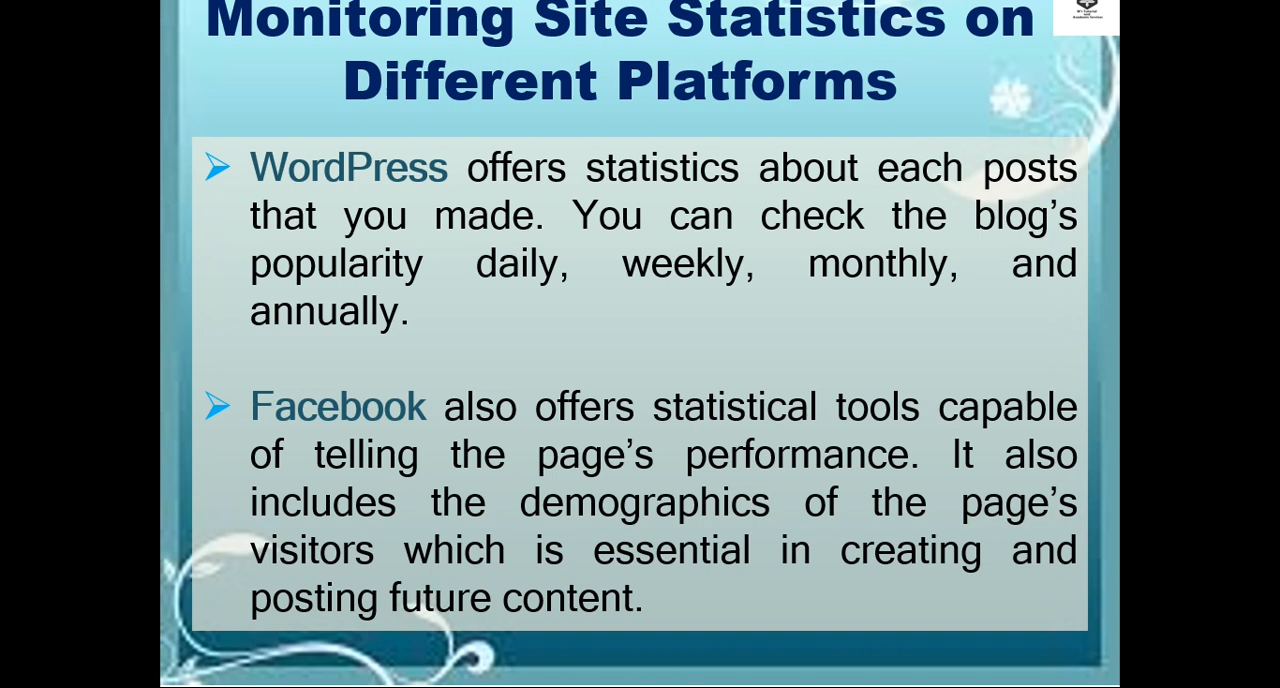 Monitoring Site Statistics on
Different Platforms
WordPress offers statistics about each posts
that you made. You can check the blog’s
popularity daily, weekly, monthly, and
annually.
Facebook also offers statistical tools capable
of telling the page’s performance. It also
includes the demographics of the page’s
visitors which is essential in creating and
posting future content.